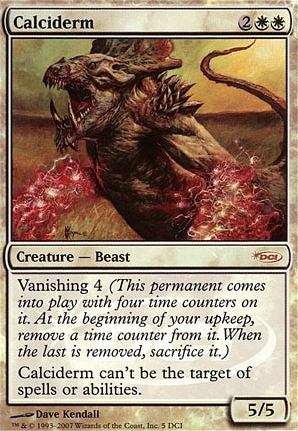 Calciderm 2
DCI
Creature — Beast
Vanishing 4 (This permanent comes
into play with four time counters on
it. At the beginning of your upkeep,
remove a time counter from it. When
the last is removed, sacrifice it.)
Calciderm can't be the target of
spells or abilities.
5/5
Dave Kendall
™ & © 1993–2007 Wizards of the Coast, Inc. 5 DCI